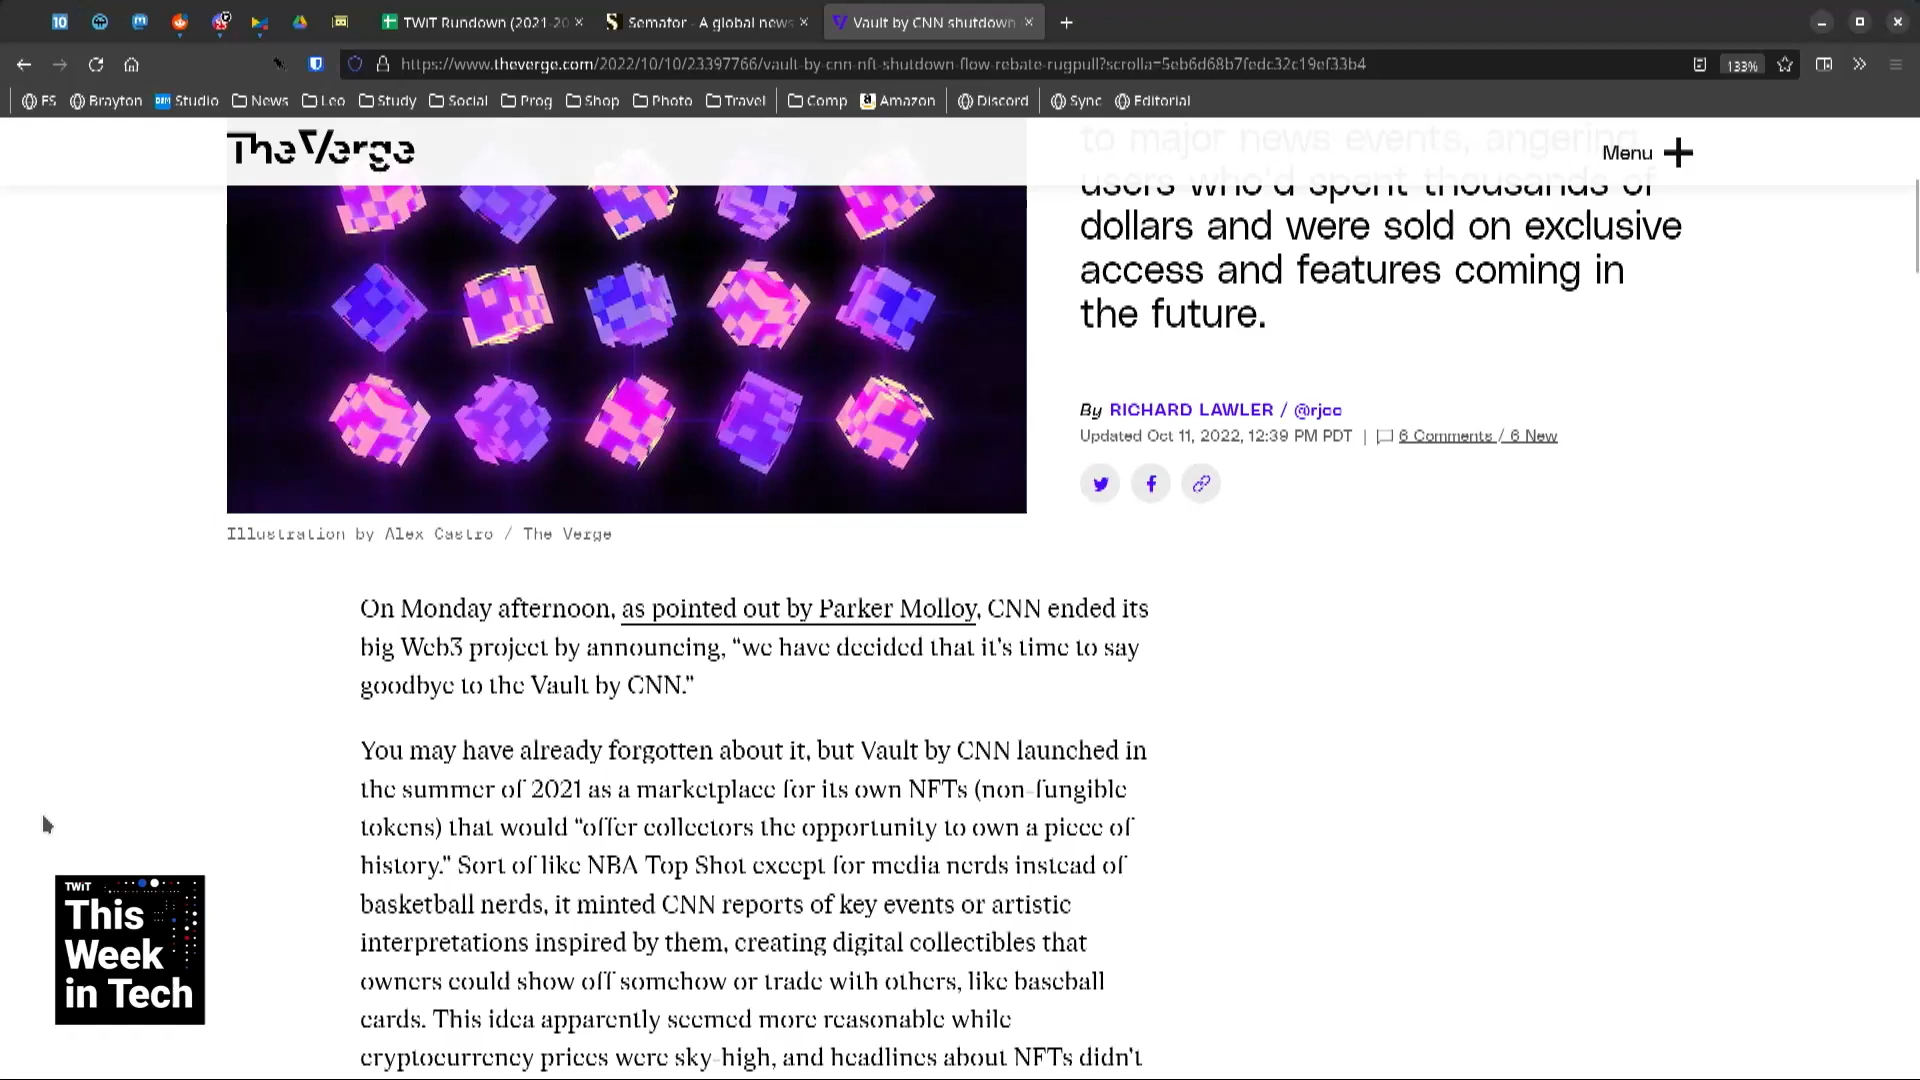 10
TWiT Rundown (2021-20
Semafor - A global news
Vault by CNN shutdown
https://www.theverge.com/2022/10/10/23397766/vault-by-cnn-nft-shutdown-flow-rebate-rugpull?scrolla=5eb6d68b7fedc32c19ef33b4
133%
FS Brayton Studio News Leo Study Social Prog Shop Photo Travel Comp Amazon Discord Sync Editorial
The Verge
Menu
to major news events, angering
users who'd spent thousands of
dollars and were sold on exclusive
access and features coming in
the future.
By RICHARD LAWLER / @rjcc
Updated Oct 11, 2022, 12:39 PM PDT | 6 Comments / 6 New
Illustration by Alex Castro / The Verge
On Monday afternoon, as pointed out by Parker Molloy, CNN ended its
big Web3 project by announcing, “we have decided that it’s time to say
goodbye to the Vault by CNN.”
You may have already forgotten about it, but Vault by CNN launched in
the summer of 2021 as a marketplace for its own NFTs (non-fungible
tokens) that would “offer collectors the opportunity to own a piece of
history.” Sort of like NBA Top Shot except for media nerds instead of
basketball nerds, it minted CNN reports of key events or artistic
interpretations inspired by them, creating digital collectibles that
owners could show off somehow or trade with others, like baseball
cards. This idea apparently seemed more reasonable while
cryptocurrency prices were sky-high, and headlines about NFTs didn’t
TWiT
This
Week
in Tech